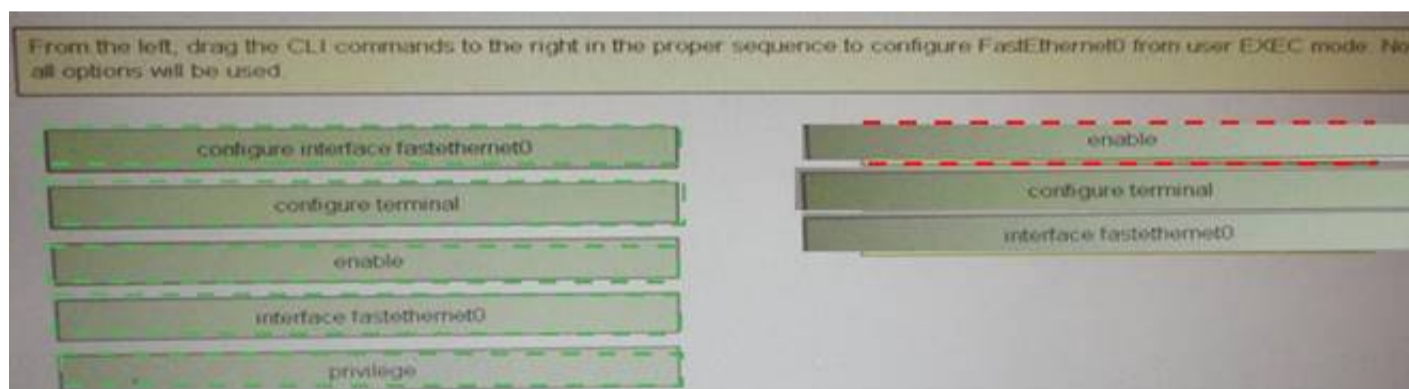 From the left, drag the CLI commands to the right in the proper sequence to configure FastEthernet0 from user EXEC mode. No
all options will be used.
configure interface fastethernet0
configure terminal
enable
interface fastethernet0
privilege
enable
configure terminal
interface fastethernet0